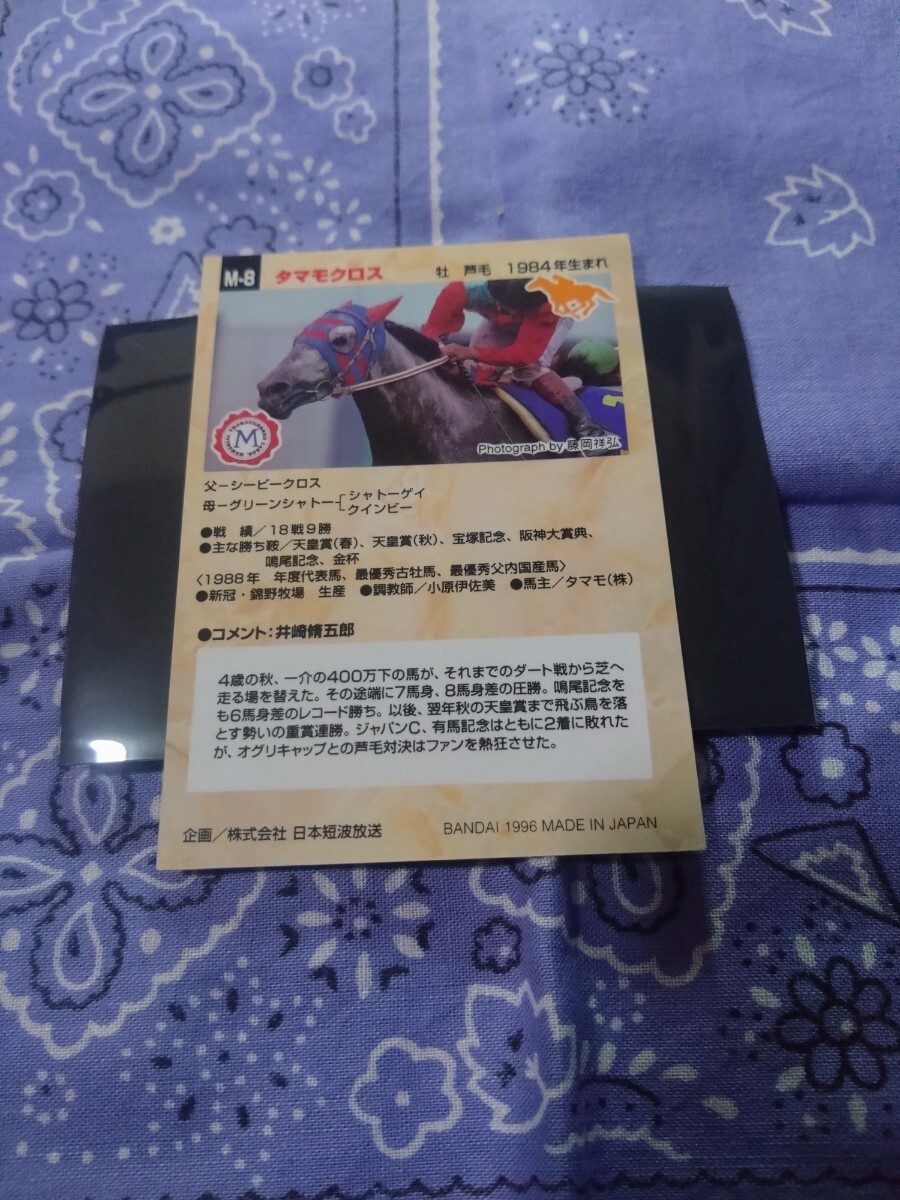 M-8 タマモクロス 牡 芦毛 1984年生まれ
M
Photograph by 藤岡祥弘
父ーシービークロス
母ーグリーンシャトー シャトーゲイ
クインビー
●戦 績／18戦9勝
●主な勝ち鞍／天皇賞(春)、天皇賞(秋)、宝塚記念、阪神大賞典、
鳴尾記念、金杯
〈1988年 年度代表馬、最優秀古牡馬、最優秀父内国産馬〉
●新冠・錦野牧場 生産 ●調教師／小原伊佐美 ●馬主／タマモ(株)
●コメント：井崎脩五郎
4歳の秋、一介の400万下の馬が、それまでのダート戦から芝へ
走る場を替えた。その途端に7馬身、8馬身差の圧勝。鳴尾記念を
も6馬身差のレコード勝ち。以後、翌年秋の天皇賞まで飛ぶ鳥を落
とす勢いの重賞連勝。ジャパンC、有馬記念はともに2着に敗れた
が、オグリキャップとの芦毛対決はファンを熱狂させた。
企画／株式会社 日本短波放送 BANDAI 1996 MADE IN JAPAN